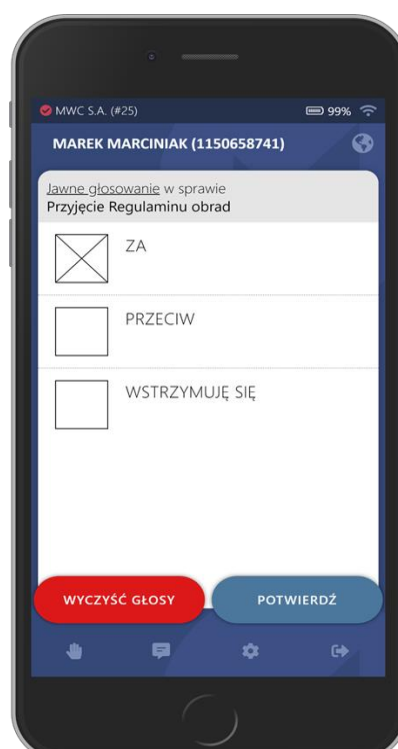 MWC S.A. (#25) 99%
MAREK MARCINIAK (1150658741)
Jawne głosowanie w sprawie
Przyjęcie Regulaminu obrad
ZA
PRZECIW
WSTRZYMUJĘ SIĘ
WYCZYŚĆ GŁOSY POTWIERDŹ